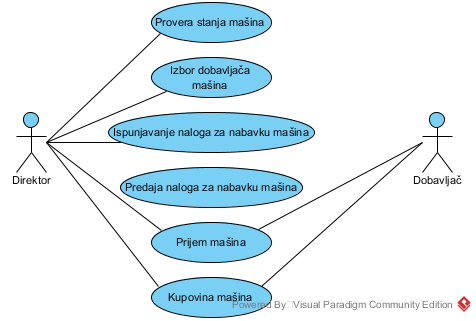 Provera stanja mašina
Izbor dobavljača
mašina
Ispunjavanje naloga za nabavku mašina
Direktor
Dobavljač
Predaja naloga za nabavku mašina
Prijem mašina
Kupovina mašina
Powered By Visual Paradigm Community Edition